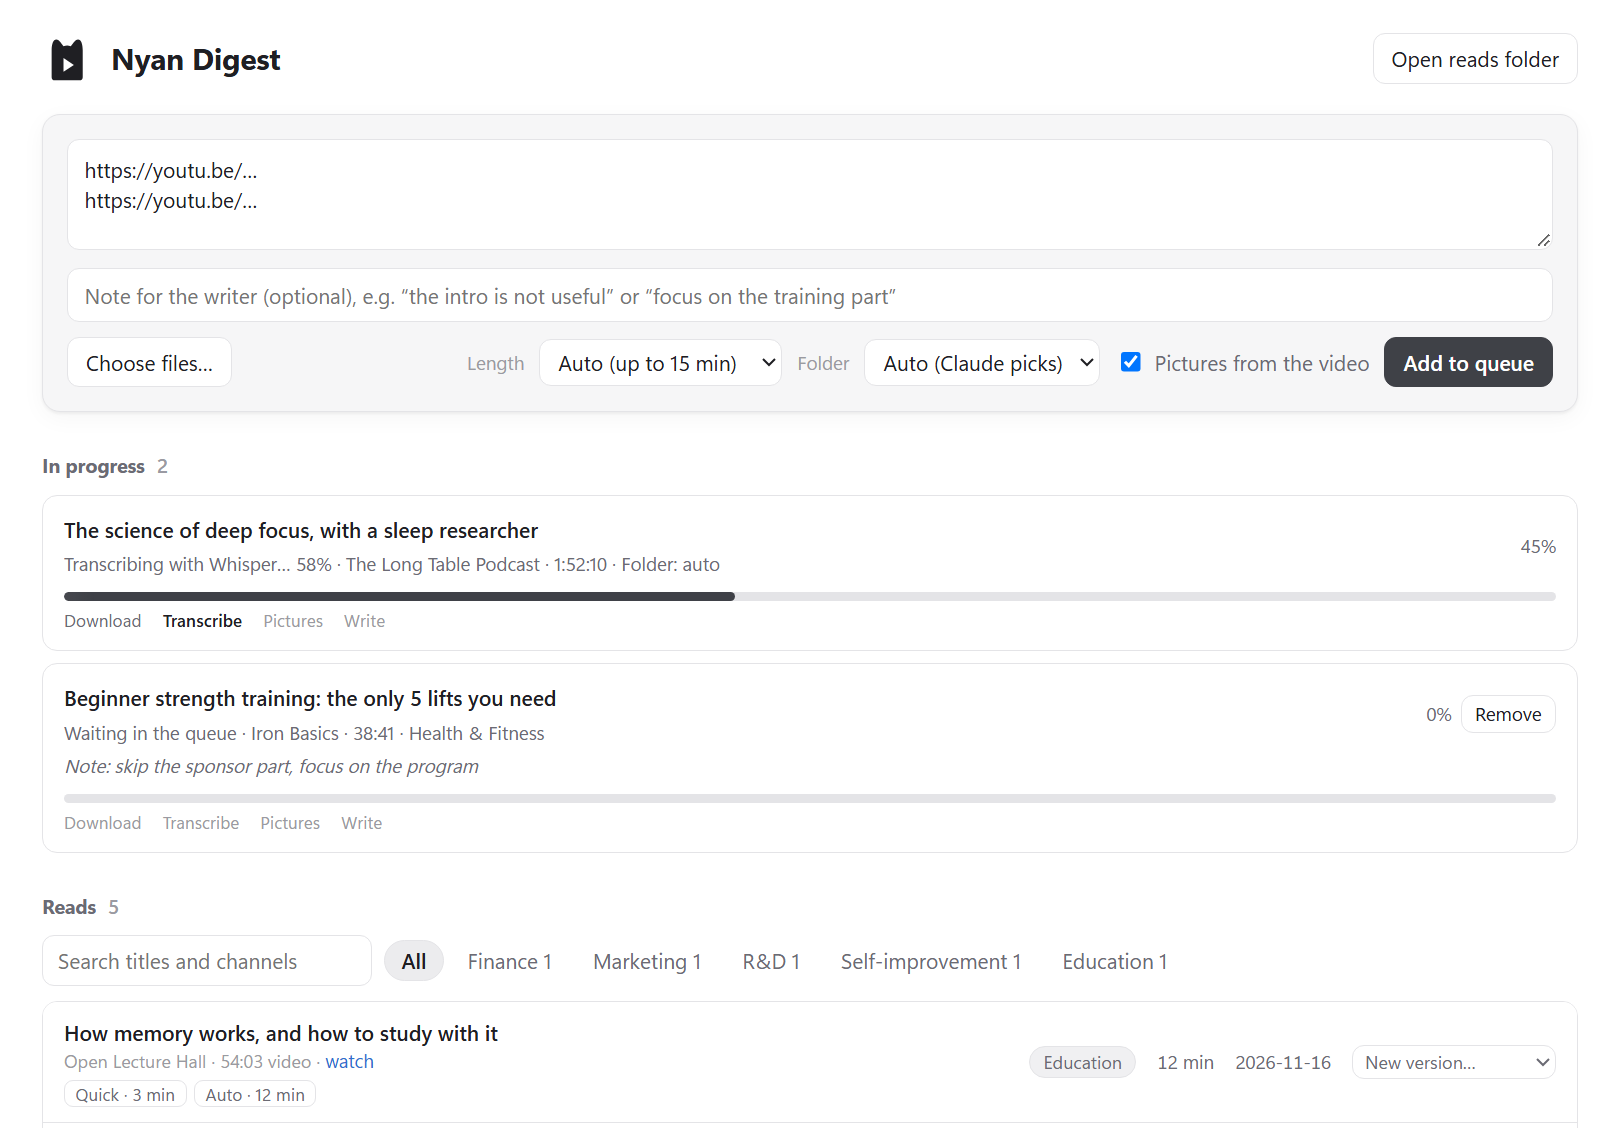 Nyan Digest
Open reads folder
https://youtu.be/...
https://youtu.be/...
Note for the writer (optional), e.g. “the intro is not useful” or “focus on the training part”
Choose files...
Length
Auto (up to 15 min)
Folder
Auto (Claude picks)
Pictures from the video
Add to queue
In progress 2
The science of deep focus, with a sleep researcher
45%
Transcribing with Whisper... 58% · The Long Table Podcast · 1:52:10 · Folder: auto
Download Transcribe Pictures Write
Beginner strength training: the only 5 lifts you need
0%
Remove
Waiting in the queue · Iron Basics · 38:41 · Health & Fitness
Note: skip the sponsor part, focus on the program
Download Transcribe Pictures Write
Reads 5
Search titles and channels
All
Finance 1
Marketing 1
R&D 1
Self-improvement 1
Education 1
How memory works, and how to study with it
Open Lecture Hall · 54:03 video · watch
Education
12 min
2026-11-16
New version...
Quick · 3 min
Auto · 12 min